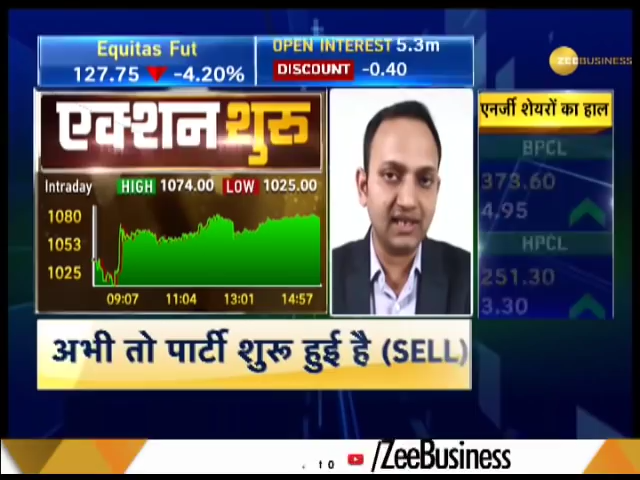 Equitas Fut
127.75 -4.20%
OPEN INTEREST 5.3m
DISCOUNT -0.40
ZEEBUSINESS
एक्शन शुरु
Intraday HIGH 1074.00 LOW 1025.00
1080
1053
1025
09:07 11:04 13:01 14:57
एनर्जी शेयरों का हाल
BPCL
373.60
4.95
HPCL
251.30
3.30
अभी तो पार्टी शुरू हुई है (SELL)
. to /ZeeBusiness